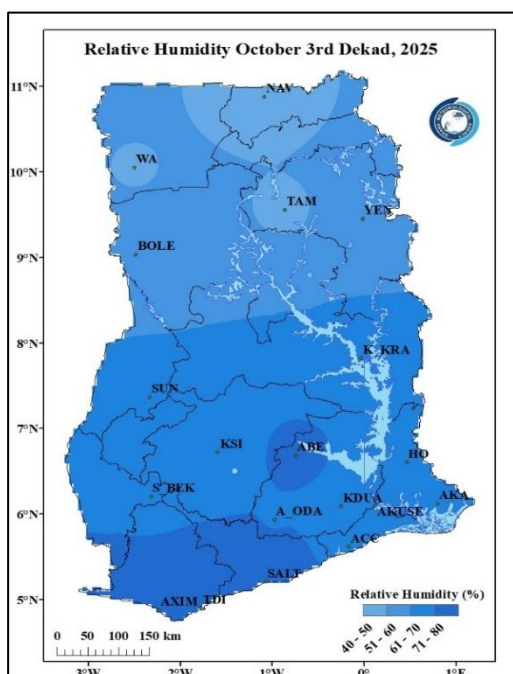 Relative Humidity October 3rd Dekad, 2025
11°N
NAV
10°N
WA
TAM
YEN
9°N
BOLE
8°N
K_KRA
SUN
7°N
KSI
ABE
HO
S_BEK
6°N
A_ODA
KDUA
AKUSE
AKA
ACC
SALT
5°N
AXIM
TDI
Relative Humidity (%)
40 - 50
51 - 60
61 - 70
71 - 80
0 25 50 100 150 km
3°W
2°W
1°W
0°
1°E